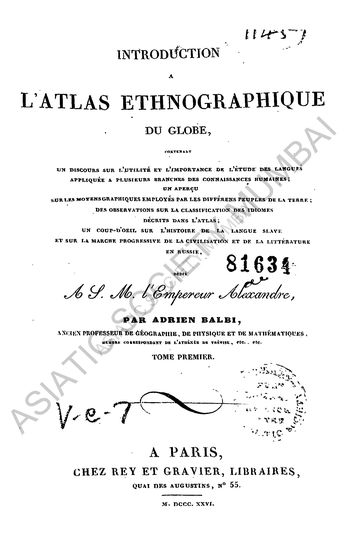 11457
INTRODUCTION
A
L'ATLAS ETHNOGRAPHIQUE
DU GLOBE,
CONTENANT
UN DISCOURS SUR L'UTILITÉ ET L'IMPORTANCE DE L'ÉTUDE DES LANGUES
APPLIQUÉE A PLUSIEURS BRANCHES DES CONNAISSANCES HUMAINES;
UN APERÇU
SUR LES MOYENS GRAPHIQUES EMPLOYÉS PAR LES DIFFÉRENS PEUPLES DE LA TERRE;
DES OBSERVATIONS SUR LA CLASSIFICATION DES IDIOMES
DÉCRITS DANS L'ATLAS;
UN COUP-D'OEIL SUR L'HISTOIRE DE LA LANGUE SLAVE
ET SUR LA MARCHE PROGRESSIVE DE LA CIVILISATION ET DE LA LITTÉRATURE
EN RUSSIE,
DÉDIÉ
81634
A S. M. l'Empereur Alexandre,
PAR ADRIEN BALBI,
ANCIEN PROFESSEUR DE GÉOGRAPHIE, DE PHYSIQUE ET DE MATHÉMATIQUES,
MEMBRE CORRESPONDANT DE L'ATHÉNÉE DE TRÉVISE, etc., etc.
TOME PREMIER.
V-C-7
A PARIS,
CHEZ REY ET GRAVIER, LIBRAIRES,
QUAI DES AUGUSTINS, N° 55.
M. DCCC. XXVI.
ASIATIC SOCIETY MUMBAI